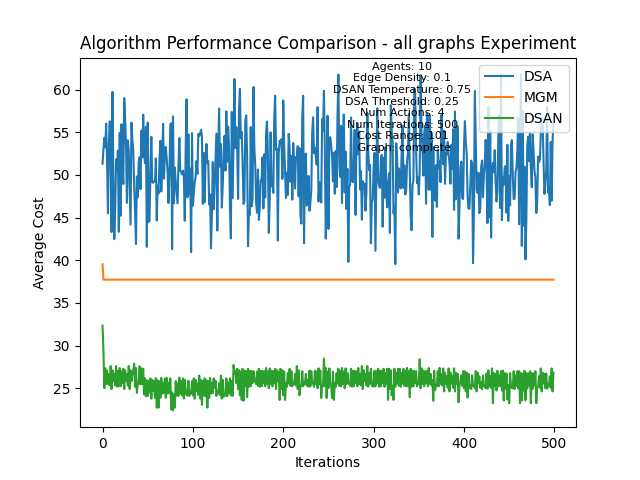 Algorithm Performance Comparison - all graphs Experiment
Agents: 10
Edge Density: 0.1
DSAN Temperature: 0.75
DSA Threshold: 0.25
Num Actions: 4
Num Iterations: 500
Cost Range: 101
Graph: complete
DSA
MGM
DSAN
Average Cost
60
55
50
45
40
35
30
25
0
100
200
300
400
500
Iterations